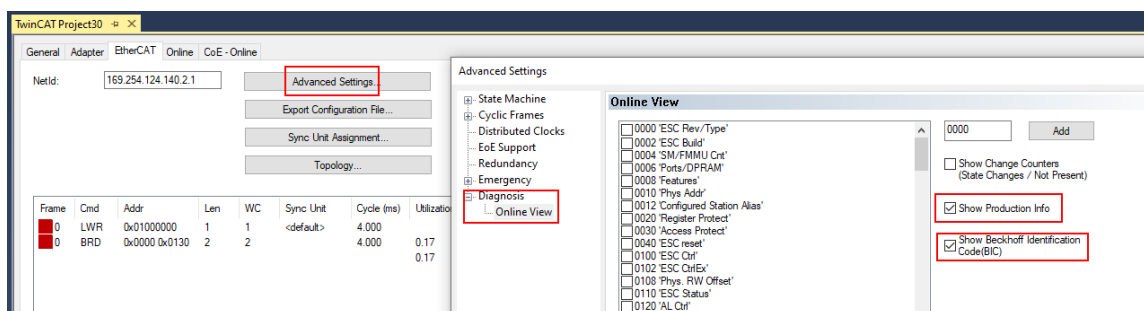 TwinCAT Project30
General Adapter EtherCAT Online CoE - Online
NetId: 169.254.124.140.2.1
Advanced Settings...
Export Configuration File...
Sync Unit Assignment...
Topology...
Frame Cmd Addr Len WC Sync Unit Cycle (ms) Utilizatio
0 LWR 0x01000000 1 1 <default> 4.000
0 BRD 0x0000 0x0130 2 2 4.000 0.17
0.17
Advanced Settings
State Machine
Cyclic Frames
Distributed Clocks
EoE Support
Redundancy
Emergency
Diagnosis
Online View
Online View
0000 'ESC Rev/Type'
0002 'ESC Build'
0004 'SM/FMMU Cnt'
0006 'Ports/DPRAM'
0008 'Features'
0010 'Phys Addr'
0012 'Configured Station Alias'
0020 'Register Protect'
0030 'Access Protect'
0040 'ESC reset'
0100 'ESC Ctrl'
0102 'ESC CtrlEx'
0108 'Phys. RW Offset'
0110 'ESC Status'
0120 'AL Ctrl'
0000 Add
Show Change Counters
(State Changes / Not Present)
Show Production Info
Show Beckhoff Identification
Code(BIC)